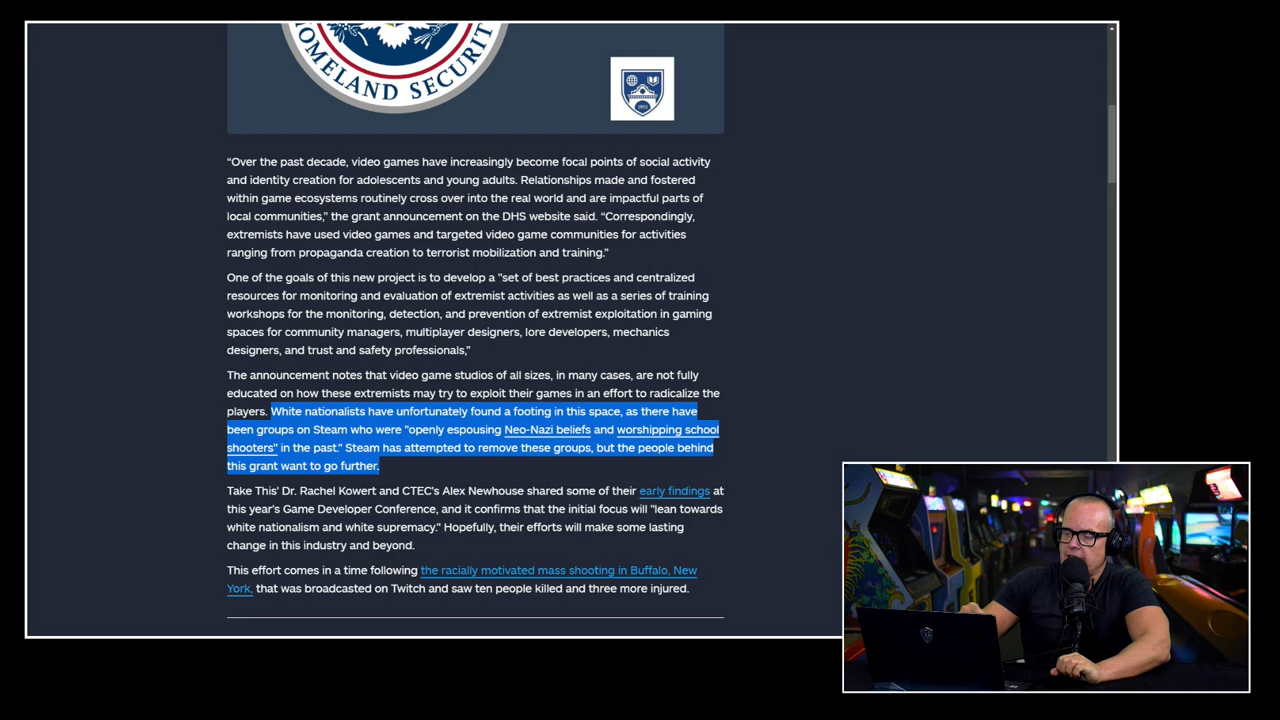 HOMELAND SECURIT
1955
“Over the past decade, video games have increasingly become focal points of social activity
and identity creation for adolescents and young adults. Relationships made and fostered
within game ecosystems routinely cross over into the real world and are impactful parts of
local communities,” the grant announcement on the DHS website said. “Correspondingly,
extremists have used video games and targeted video game communities for activities
ranging from propaganda creation to terrorist mobilization and training.”
One of the goals of this new project is to develop a "set of best practices and centralized
resources for monitoring and evaluation of extremist activities as well as a series of training
workshops for the monitoring, detection, and prevention of extremist exploitation in gaming
spaces for community managers, multiplayer designers, lore developers, mechanics
designers, and trust and safety professionals,”
The announcement notes that video game studios of all sizes, in many cases, are not fully
educated on how these extremists may try to exploit their games in an effort to radicalize the
players. White nationalists have unfortunately found a footing in this space, as there have
been groups on Steam who were "openly espousing Neo-Nazi beliefs and worshipping school
shooters" in the past.” Steam has attempted to remove these groups, but the people behind
this grant want to go further.
Take This' Dr. Rachel Kowert and CTEC's Alex Newhouse shared some of their early findings at
this year's Game Developer Conference, and it confirms that the initial focus will "lean towards
white nationalism and white supremacy." Hopefully, their efforts will make some lasting
change in this industry and beyond.
This effort comes in a time following the racially motivated mass shooting in Buffalo, New
York, that was broadcasted on Twitch and saw ten people killed and three more injured.